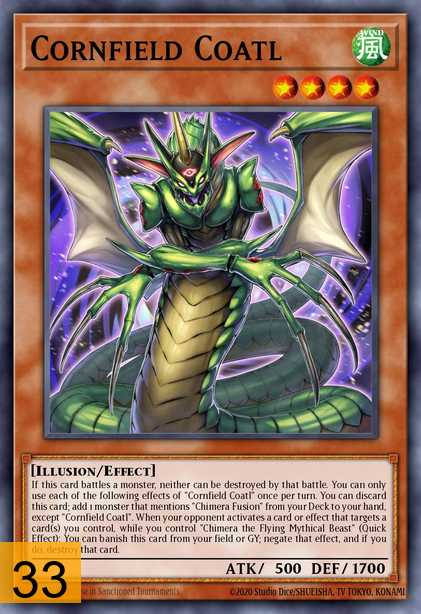 CORNFIELD COATL
WIND
風
[ILLUSION/EFFECT]
If this card battles a monster, neither can be destroyed by that battle. You can only
use each of the following effects of "Cornfield Coatl" once per turn. You can discard
this card; add 1 monster that mentions "Chimera Fusion" from your Deck to your hand,
except "Cornfield Coatl". When your opponent activates a card or effect that targets a
card(s) you control, while you control "Chimera the Flying Mythical Beast" (Quick
Effect): You can banish this card from your field or GY; negate that effect, and if you
do, destroy that card.
ATK/ 500 DEF/ 1700
33
se in Sanctioned Tournaments
©2020 Studio Dice/SHUEISHA, TV TOKYO, KONAMI